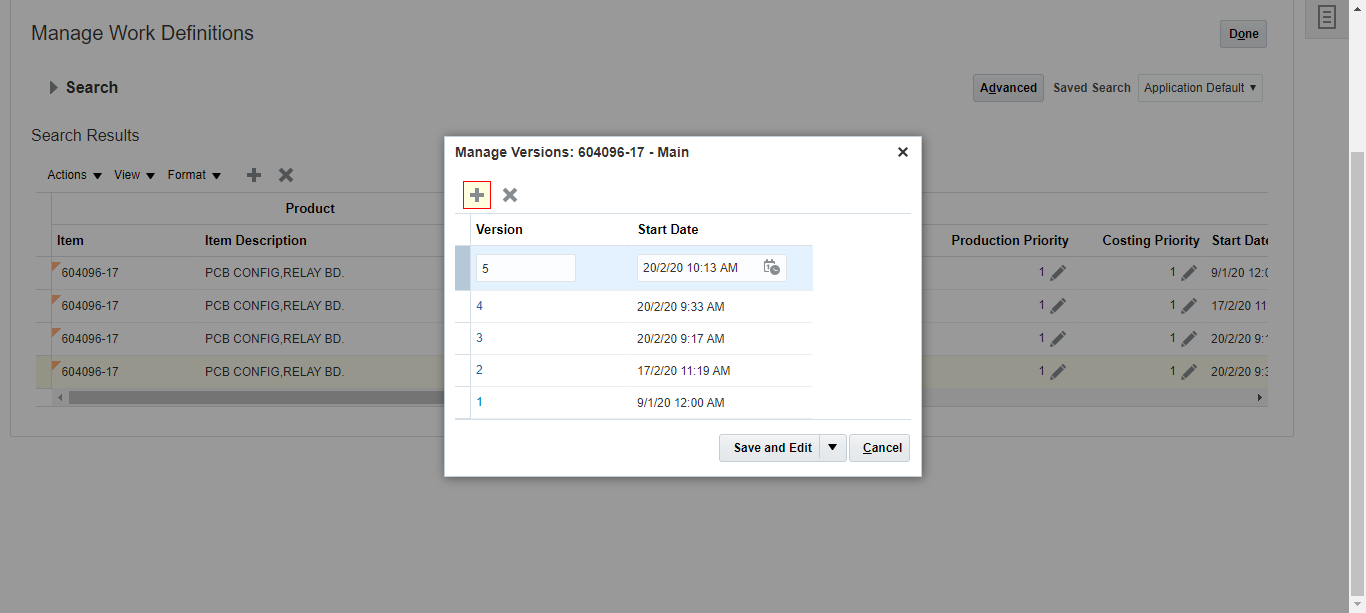 Manage Work Definitions
Done
Search
Advanced Saved Search Application Default
Search Results
Actions View Format
Product
Item Item Description Production Priority Costing Priority Start Date
604096-17 PCB CONFIG,RELAY BD. 1 1 9/1/20 12:0
604096-17 PCB CONFIG,RELAY BD. 1 1 17/2/20 11:
604096-17 PCB CONFIG,RELAY BD. 1 1 20/2/20 9:1
604096-17 PCB CONFIG,RELAY BD. 1 1 20/2/20 9:3
Manage Versions: 604096-17 - Main
Version Start Date
5 20/2/20 10:13 AM
4 20/2/20 9:33 AM
3 20/2/20 9:17 AM
2 17/2/20 11:19 AM
1 9/1/20 12:00 AM
Save and Edit Cancel